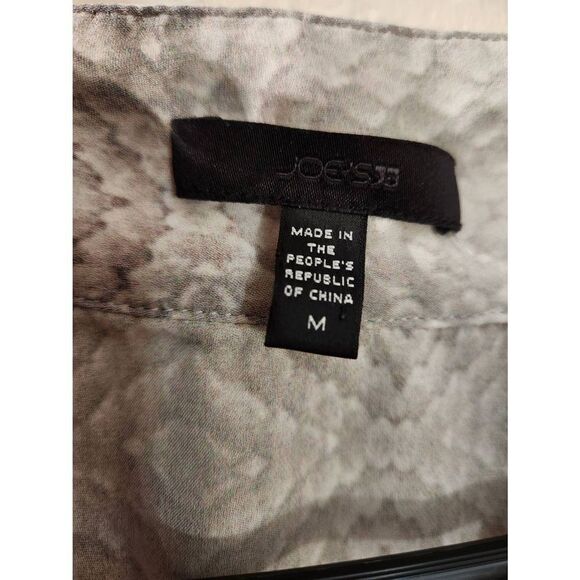 JOE'S
MADE IN
THE
PEOPLE'S
REPUBLIC
OF CHINA
M